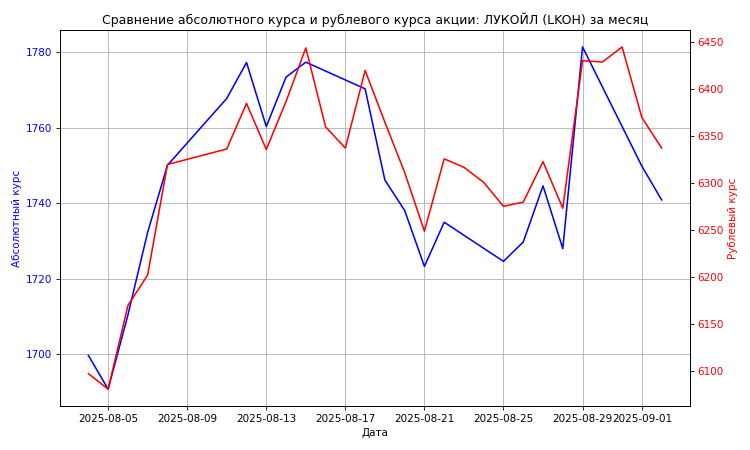 Сравнение абсолютного курса и рублевого курса акции: ЛУКОЙЛ (LKOH) за месяц
Абсолютный курс
1780
1760
1740
1720
1700
6450
6400
6350
6300
6250
6200
6150
6100
Рублевый курс
2025-08-05 2025-08-09 2025-08-13 2025-08-17 2025-08-21 2025-08-25 2025-08-29 2025-09-01
Дата